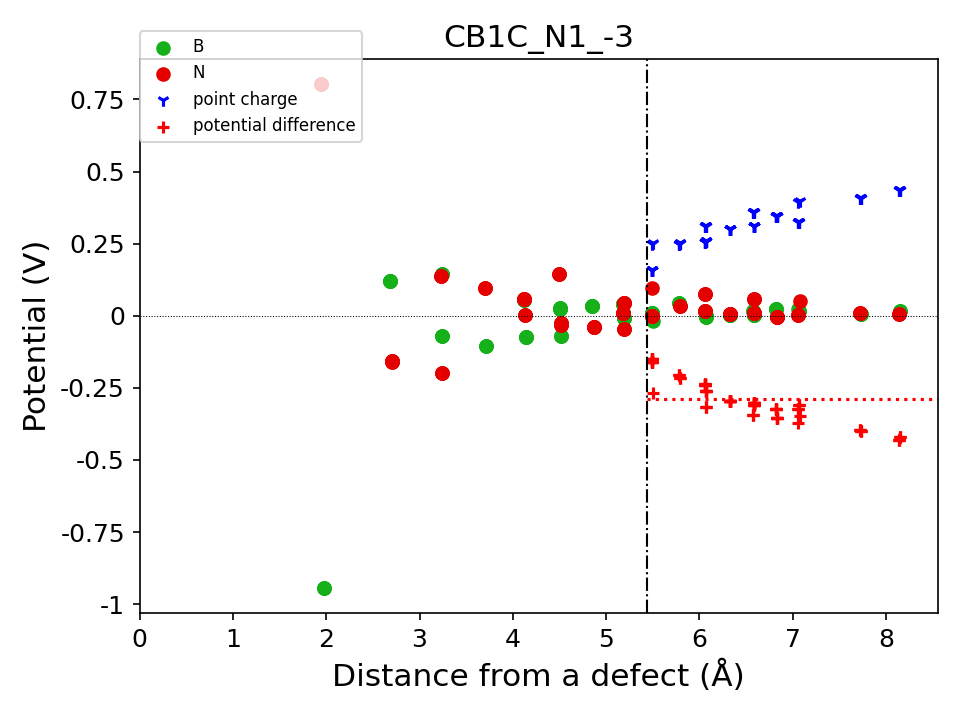 CB1C_N1_-3
B
N
point charge
potential difference
0.75
0.5
0.25
0
-0.25
-0.5
-0.75
-1
Potential (V)
0 1 2 3 4 5 6 7 8
Distance from a defect (Å)